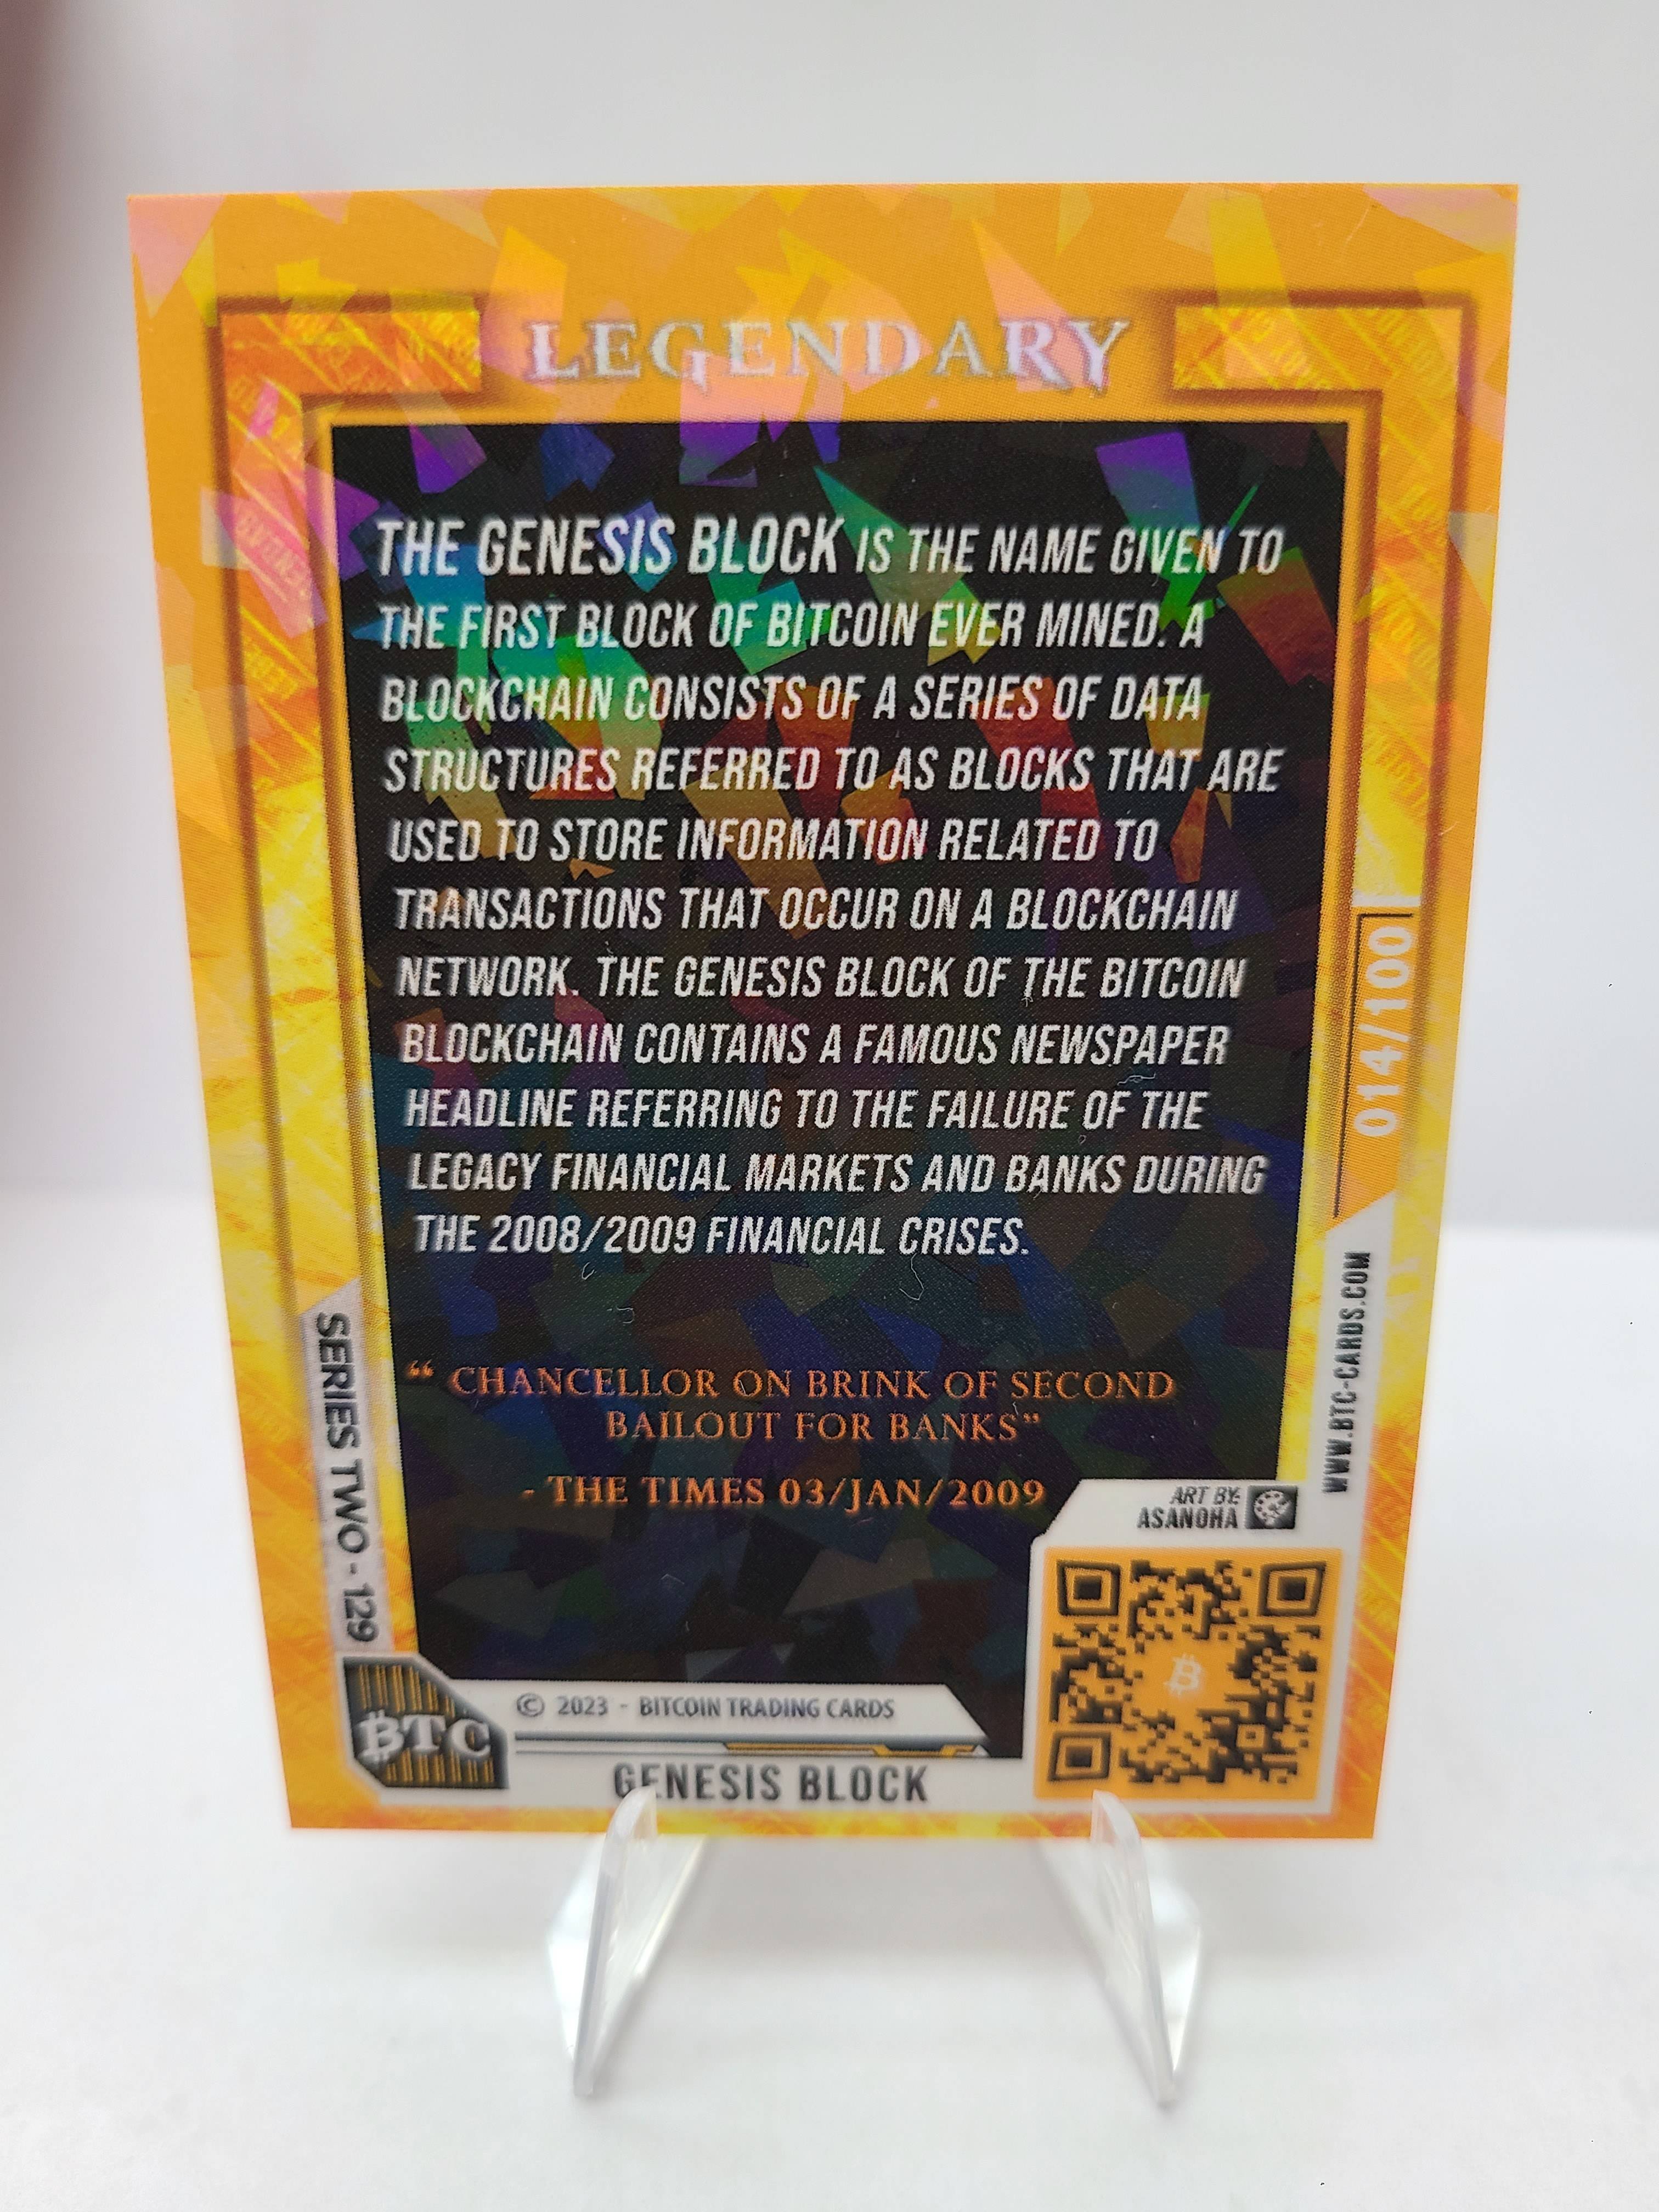 LEGENDARY
THE GENESIS BLOCK IS THE NAME GIVEN TO
THE FIRST BLOCK OF BITCOIN EVER MINED. A
BLOCKCHAIN CONSISTS OF A SERIES OF DATA
STRUCTURES REFERRED TO AS BLOCKS THAT ARE
USED TO STORE INFORMATION RELATED TO
TRANSACTIONS THAT OCCUR ON A BLOCKCHAIN
NETWORK. THE GENESIS BLOCK OF THE BITCOIN
BLOCKCHAIN CONTAINS A FAMOUS NEWSPAPER
HEADLINE REFERRING TO THE FAILURE OF THE
LEGACY FINANCIAL MARKETS AND BANKS DURING
THE 2008/2009 FINANCIAL CRISES.
“ CHANCELLOR ON BRINK OF SECOND
BAILOUT FOR BANKS”
- THE TIMES 03/JAN/2009
014/100
WWW.BTC-CARDS.COM
SERIES TWO - 129
ART BY:
ASANOHA
© 2023 - BITCOIN TRADING CARDS
₿TC
GENESIS BLOCK